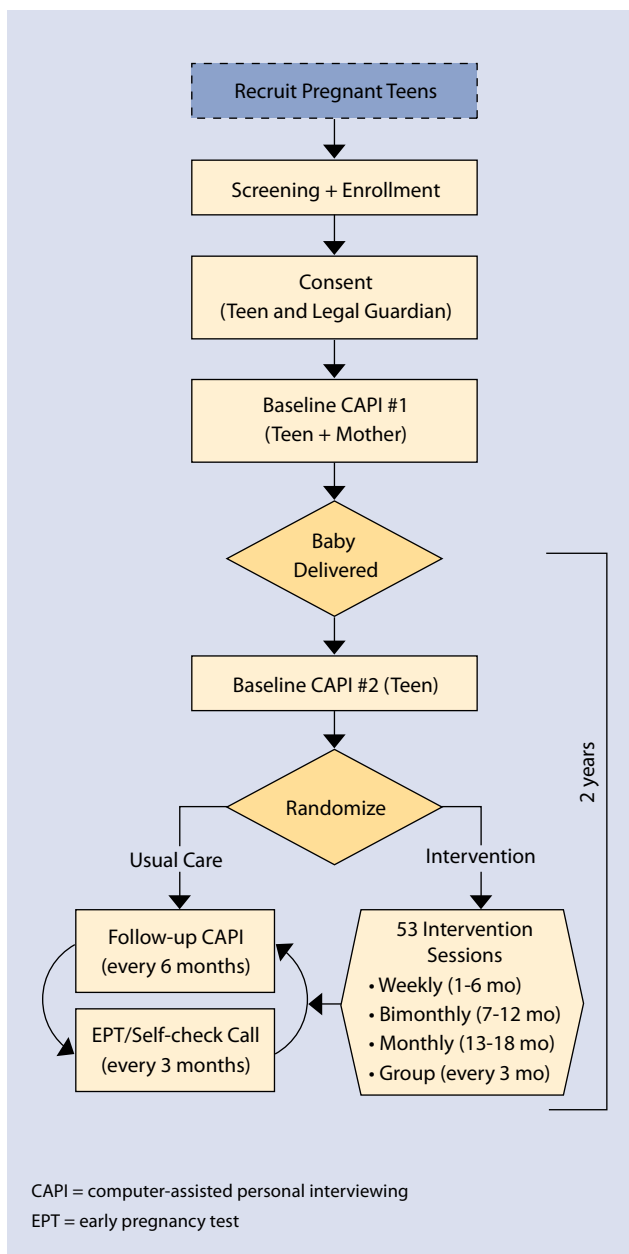 Recruit Pregnant Teens
Screening + Enrollment
Consent
(Teen and Legal Guardian)
Baseline CAPI #1
(Teen + Mother)
Baby
Delivered
Baseline CAPI #2 (Teen)
Randomize
Usual Care
Intervention
2 years
Follow-up CAPI
(every 6 months)
EPT/Self-check Call
(every 3 months)
53 Intervention
Sessions
• Weekly (1-6 mo)
• Bimonthly (7-12 mo)
• Monthly (13-18 mo)
• Group (every 3 mo)
CAPI = computer-assisted personal interviewing
EPT = early pregnancy test